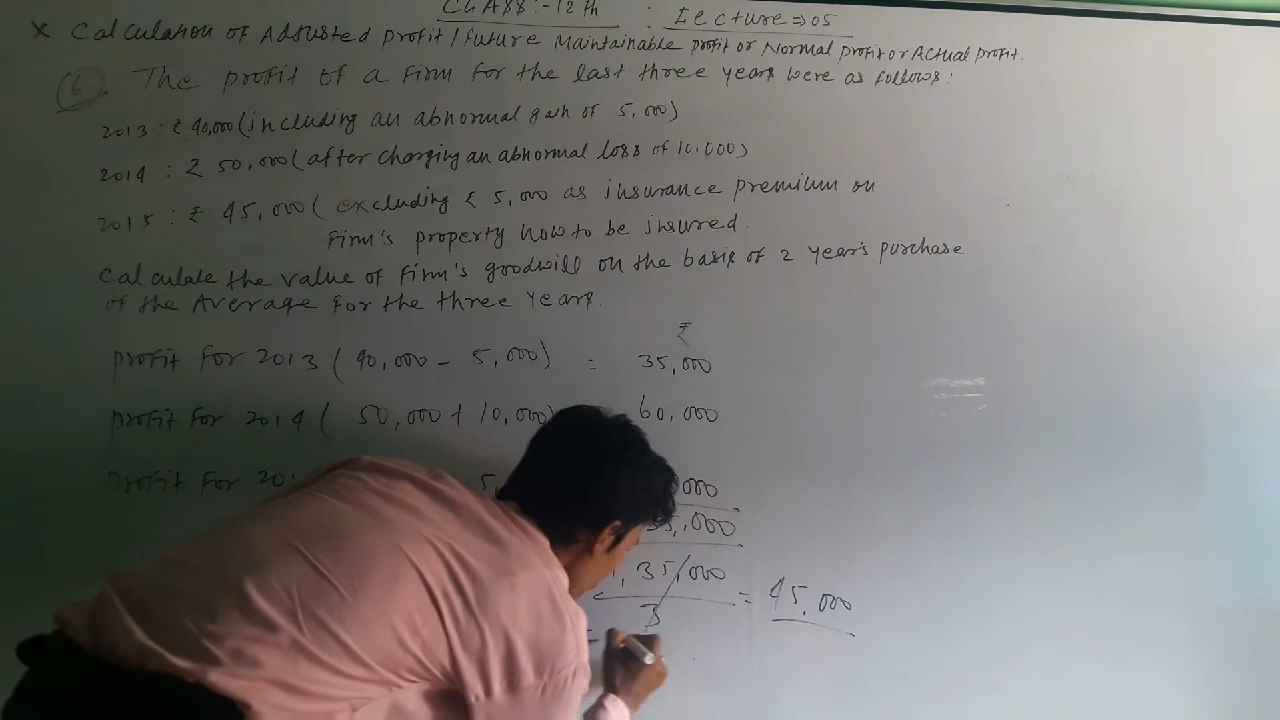 CLASS:-12th : Lecture⇒05
× Calculation of Adjusted profit/future Maintainable profit or Normal profit or Actual profit.
(6). The profit of a firm for the last three years were as follows:
2013 : ₹ 40,000 (including an abnormal gain of 5,000)
2014 : ₹ 50,000 (after charging an abnormal loss of 10,000)
2015 : ₹ 45,000 (excluding ₹ 5,000 as insurance premium on
Firm's property now to be insured.
Calculate the value of firm's goodwill on the basis of 2 year's purchase
of the Average for the three years.
₹
profit for 2013 (40,000 - 5,000) = 35,000
profit for 2014 (50,000 + 10,000) 60,000
profit for 201 5, 000
35,000
1,35,000
3
= 45,000
=